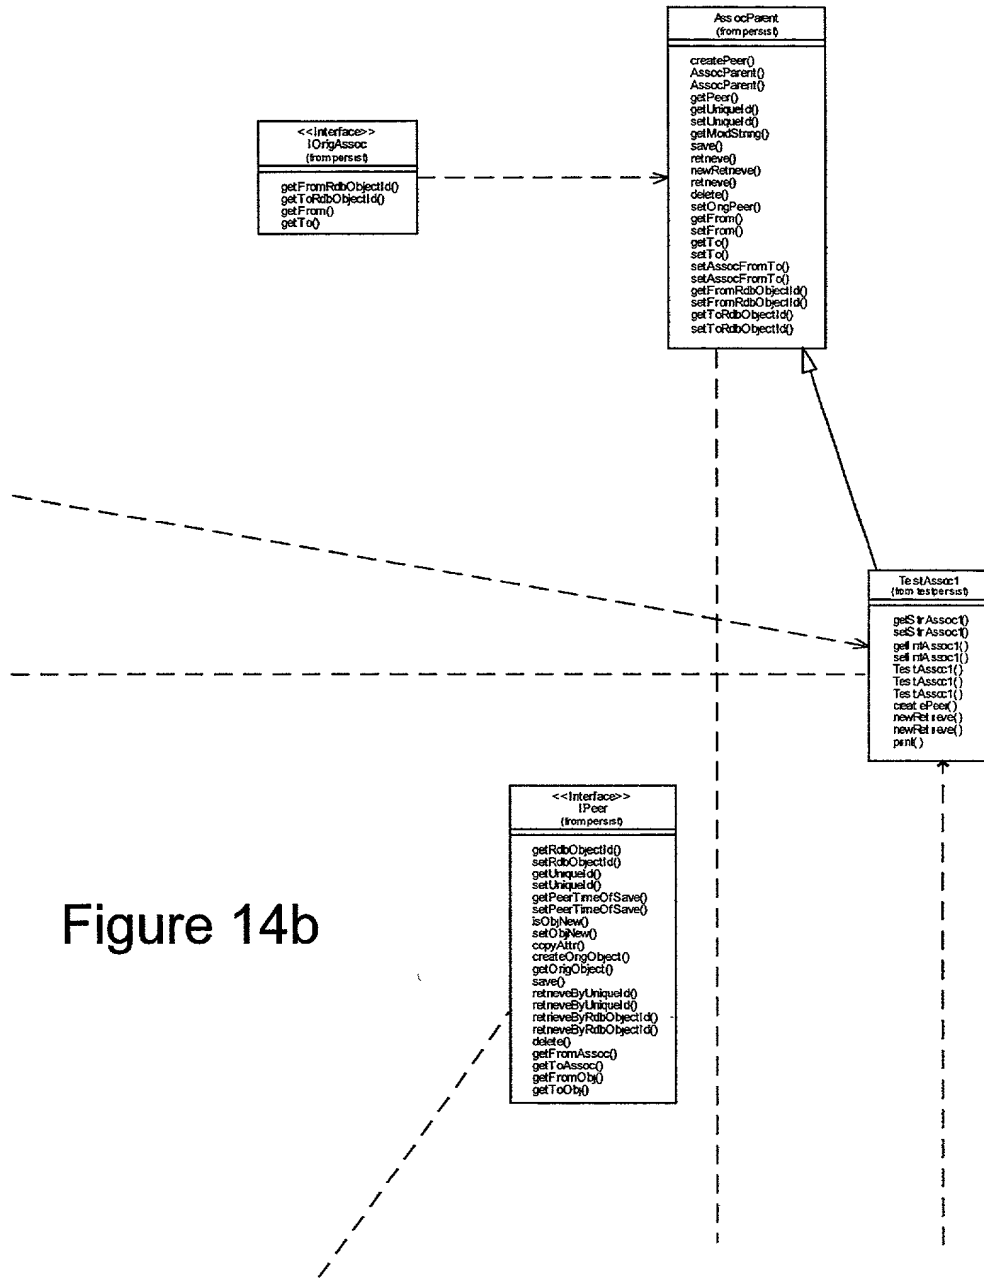 AssocParent
(from persist)
createPeer()
AssocParent()
AssocParent()
getPeer()
getUniqueId()
setUniqueId()
getModString()
save()
retrieve()
newRetrieve()
retrieve()
delete()
setOrigPeer()
getFrom()
setFrom()
getTo()
setTo()
setAssocFromTo()
setAssocFromTo()
getFromRdbObjectId()
setFromRdbObjectId()
getToRdbObjectId()
setToRdbObjectId()
<<Interface>>
IOrigAssoc
(from persist)
getFromRdbObjectId()
getToRdbObjectId()
getFrom()
getTo()
TestAssoc1
(from testpersist)
getStrAssoc1()
setStrAssoc1()
getIntAssoc1()
setIntAssoc1()
TestAssoc1()
TestAssoc1()
TestAssoc1()
createPeer()
newRetrieve()
newRetrieve()
print()
<<Interface>>
IPeer
(from persist)
getRdbObjectId()
setRdbObjectId()
getUniqueId()
setUniqueId()
getPeerTimeOfSave()
setPeerTimeOfSave()
isObjNew()
setObjNew()
copyAttr()
createOrigObject()
getOrigObject()
save()
retrieveByUniqueId()
retrieveByUniqueId()
retrieveByRdbObjectId()
retrieveByRdbObjectId()
delete()
getFromAssoc()
getToAssoc()
getFromObj()
getToObj()
Figure 14b